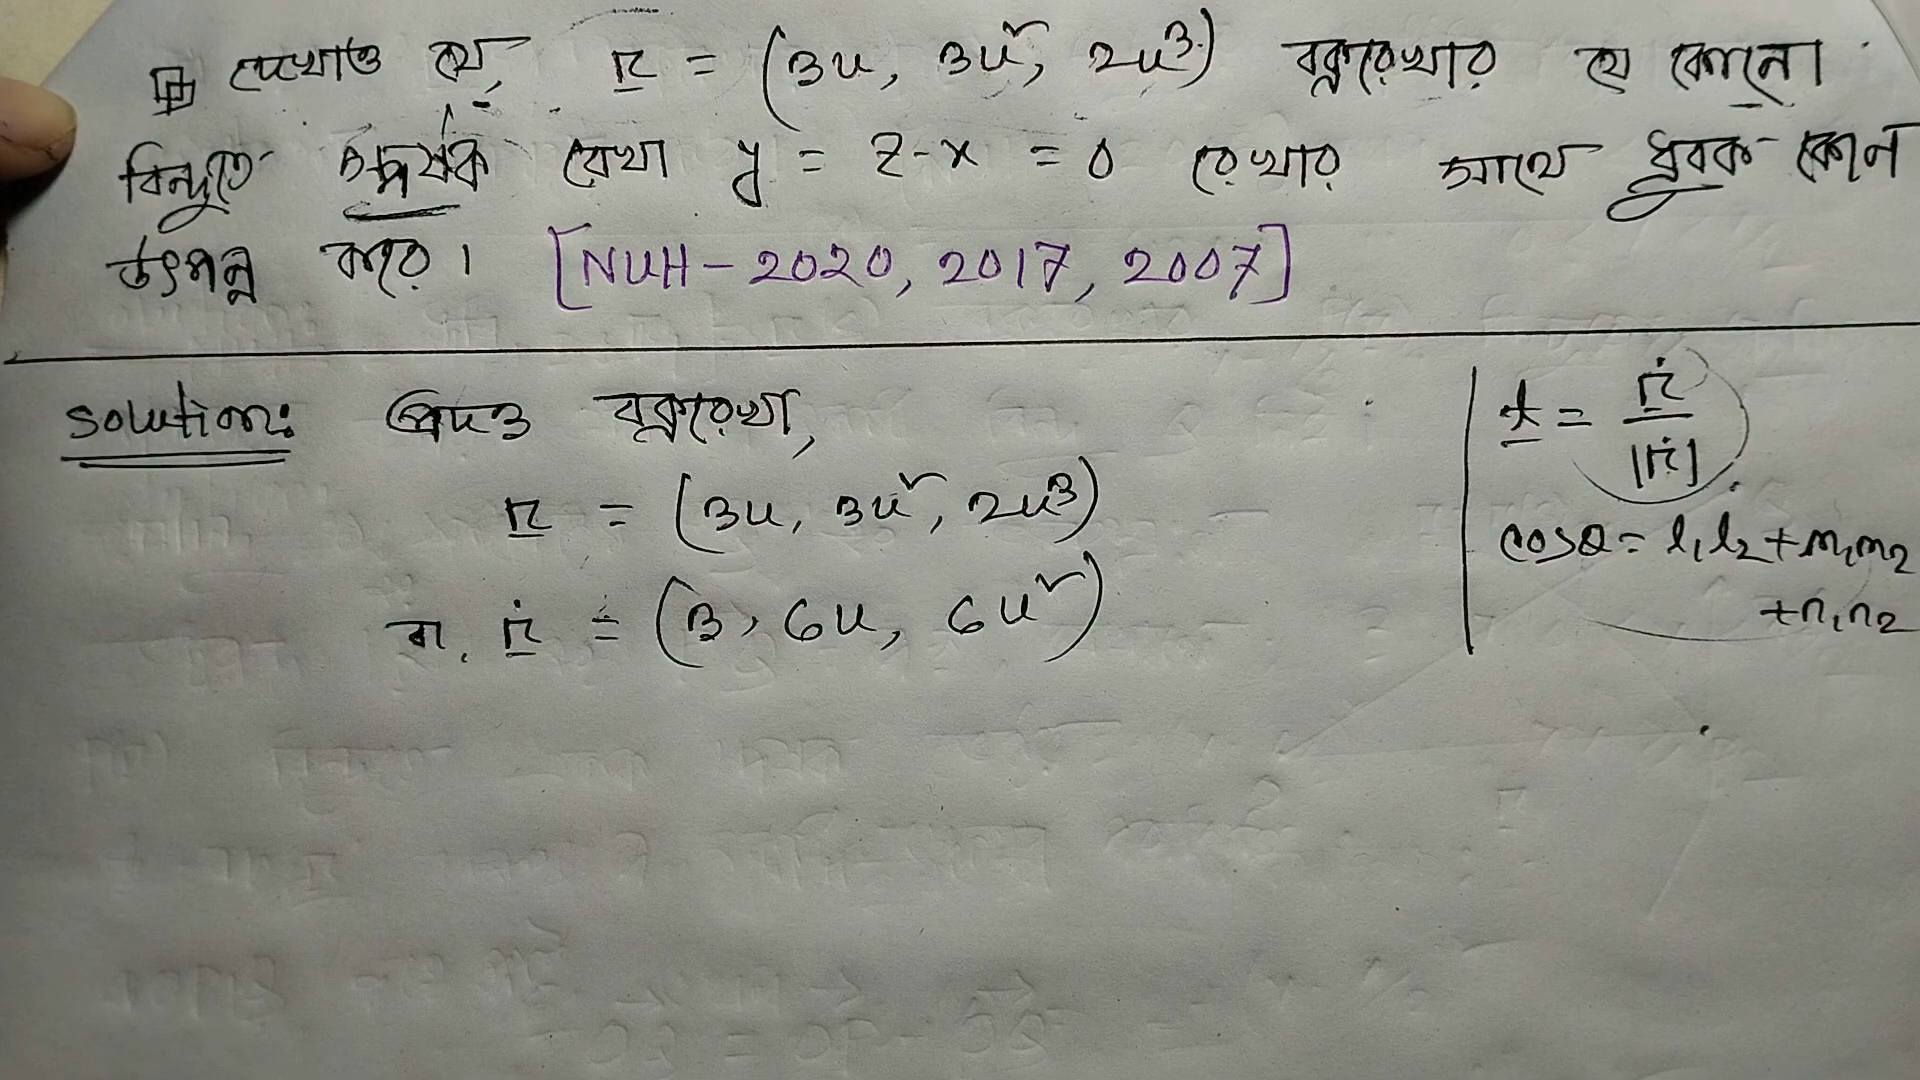 দেখাও যে, r = (3u, 3u², 2u³) বক্ররেখার যে কোনো
বিন্দুতে স্পর্শক রেখা y = z - x = 0 রেখার সাথে ধ্রুবক কোন
উৎপন্ন করে। [NUH - 2020, 2017, 2007]
Solution: প্রদত্ত বক্ররেখা,
r = (3u, 3u², 2u³)
বা, ṙ = (3, 6u, 6u²)
t = ṙ / |ṙ|
cosθ = l₁l₂ + m₁m₂
+ n₁n₂